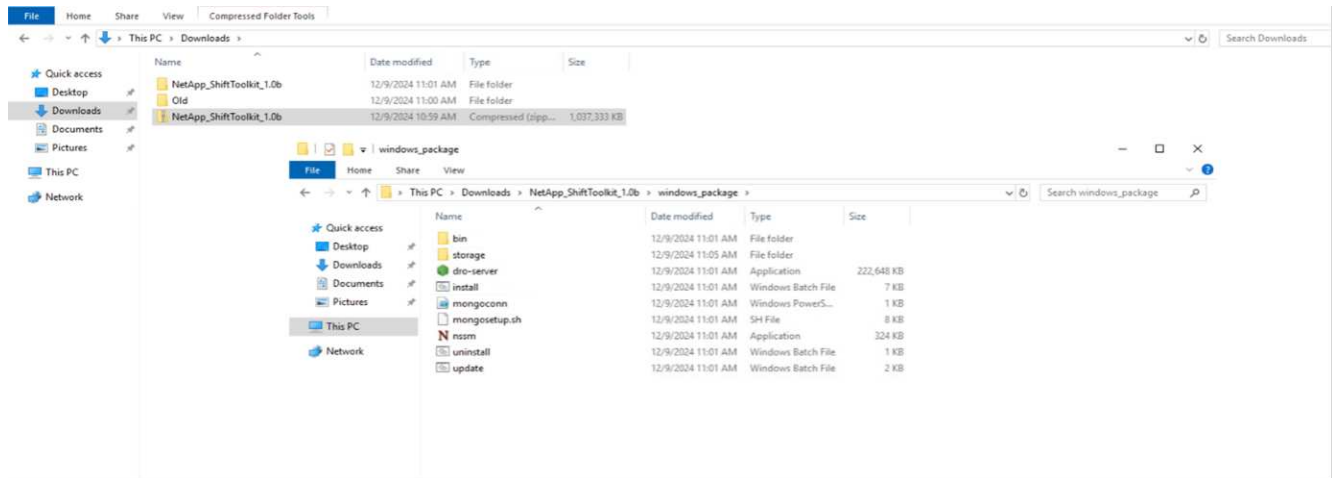 File Home Share View Compressed Folder Tools
This PC > Downloads > Search Downloads
Name Date modified Type Size
Quick access
Desktop
Downloads
Documents
Pictures
This PC
Network
NetApp_ShiftToolkit_1.0b 12/9/2024 11:01 AM File folder
Old 12/9/2024 11:00 AM File folder
NetApp_ShiftToolkit_1.0b 12/9/2024 10:59 AM Compressed (zipp... 1,037,333 KB
windows_package
File Home Share View
This PC > Downloads > NetApp_ShiftToolkit_1.0b > windows_package > Search windows_package
Name Date modified Type Size
Quick access
Desktop
Downloads
Documents
Pictures
This PC
Network
bin 12/9/2024 11:01 AM File folder
storage 12/9/2024 11:05 AM File folder
dro-server 12/9/2024 11:01 AM Application 222,648 KB
install 12/9/2024 11:01 AM Windows Batch File 7 KB
mongoconn 12/9/2024 11:01 AM Windows PowerS... 1 KB
mongosetup.sh 12/9/2024 11:01 AM SH File 8 KB
nssm 12/9/2024 11:01 AM Application 324 KB
uninstall 12/9/2024 11:01 AM Windows Batch File 1 KB
update 12/9/2024 11:01 AM Windows Batch File 2 KB